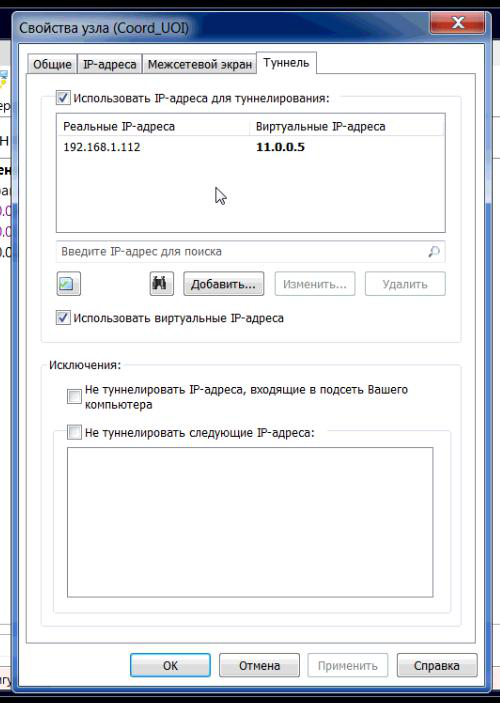 Свойства узла (Coord_UOI)
Общие IP-адреса Межсетевой экран Туннель
Использовать IP-адреса для туннелирования:
Реальные IP-адреса Виртуальные IP-адреса
192.168.1.112 11.0.0.5
Введите IP-адрес для поиска
Добавить... Изменить... Удалить
Использовать виртуальные IP-адреса
Исключения:
Не туннелировать IP-адреса, входящие в подсеть Вашего
компьютера
Не туннелировать следующие IP-адреса:
OK Отмена Применить Справка